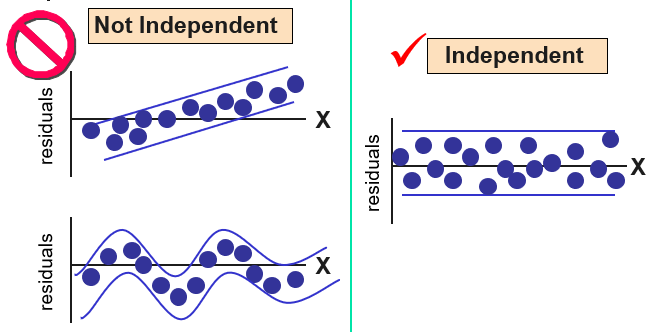 Not Independent
residuals
X
residuals
X
Independent
residuals
X